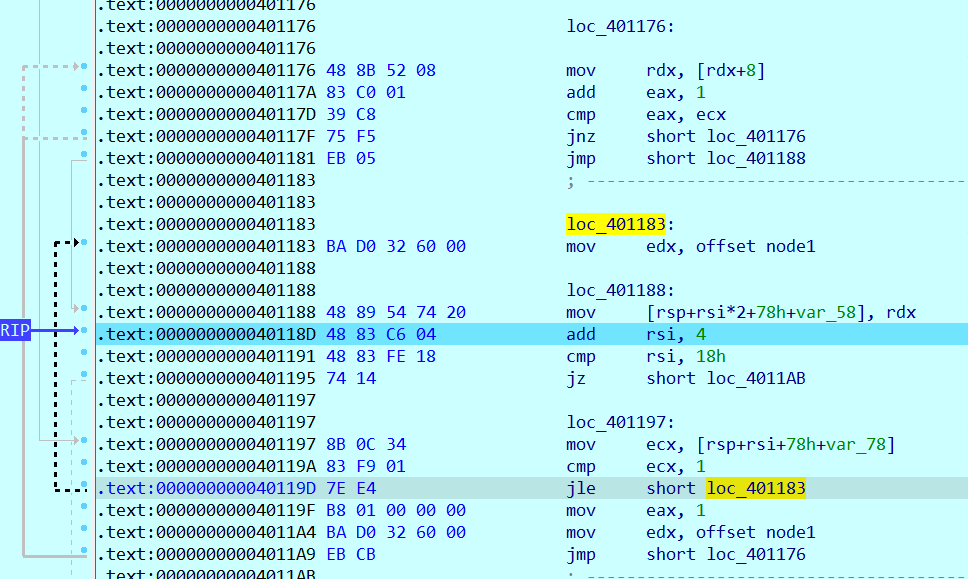 .text:0000000000401176
.text:0000000000401176 loc_401176:
.text:0000000000401176
.text:0000000000401176 48 8B 52 08 mov rdx, [rdx+8]
.text:000000000040117A 83 C0 01 add eax, 1
.text:000000000040117D 39 C8 cmp eax, ecx
.text:000000000040117F 75 F5 jnz short loc_401176
.text:0000000000401181 EB 05 jmp short loc_401188
.text:0000000000401183 ; ---------------------------------------
.text:0000000000401183
.text:0000000000401183 loc_401183:
.text:0000000000401183 BA D0 32 60 00 mov edx, offset node1
.text:0000000000401188
.text:0000000000401188 loc_401188:
.text:0000000000401188 48 89 54 74 20 mov [rsp+rsi*2+78h+var_58], rdx
RIP .text:000000000040118D 48 83 C6 04 add rsi, 4
.text:0000000000401191 48 83 FE 18 cmp rsi, 18h
.text:0000000000401195 74 14 jz short loc_4011AB
.text:0000000000401197
.text:0000000000401197 loc_401197:
.text:0000000000401197 8B 0C 34 mov ecx, [rsp+rsi+78h+var_78]
.text:000000000040119A 83 F9 01 cmp ecx, 1
.text:000000000040119D 7E E4 jle short loc_401183
.text:000000000040119F B8 01 00 00 00 mov eax, 1
.text:00000000004011A4 BA D0 32 60 00 mov edx, offset node1
.text:00000000004011A9 EB CB jmp short loc_401176
.text:00000000004011AB ; ---------------------------------------